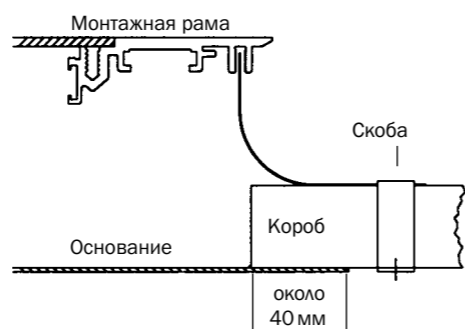 Монтажная рама
Скоба
Короб
Основание
около
40 мм